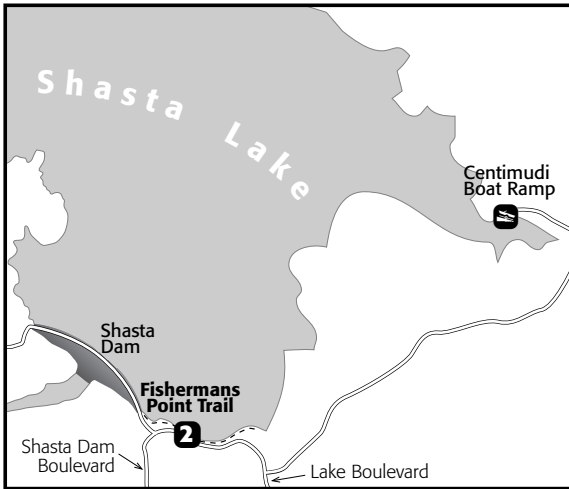 Shasta Lake
Centimudi
Boat Ramp
Shasta
Dam
Fishermans
Point Trail
2
Shasta Dam
Boulevard
Lake Boulevard